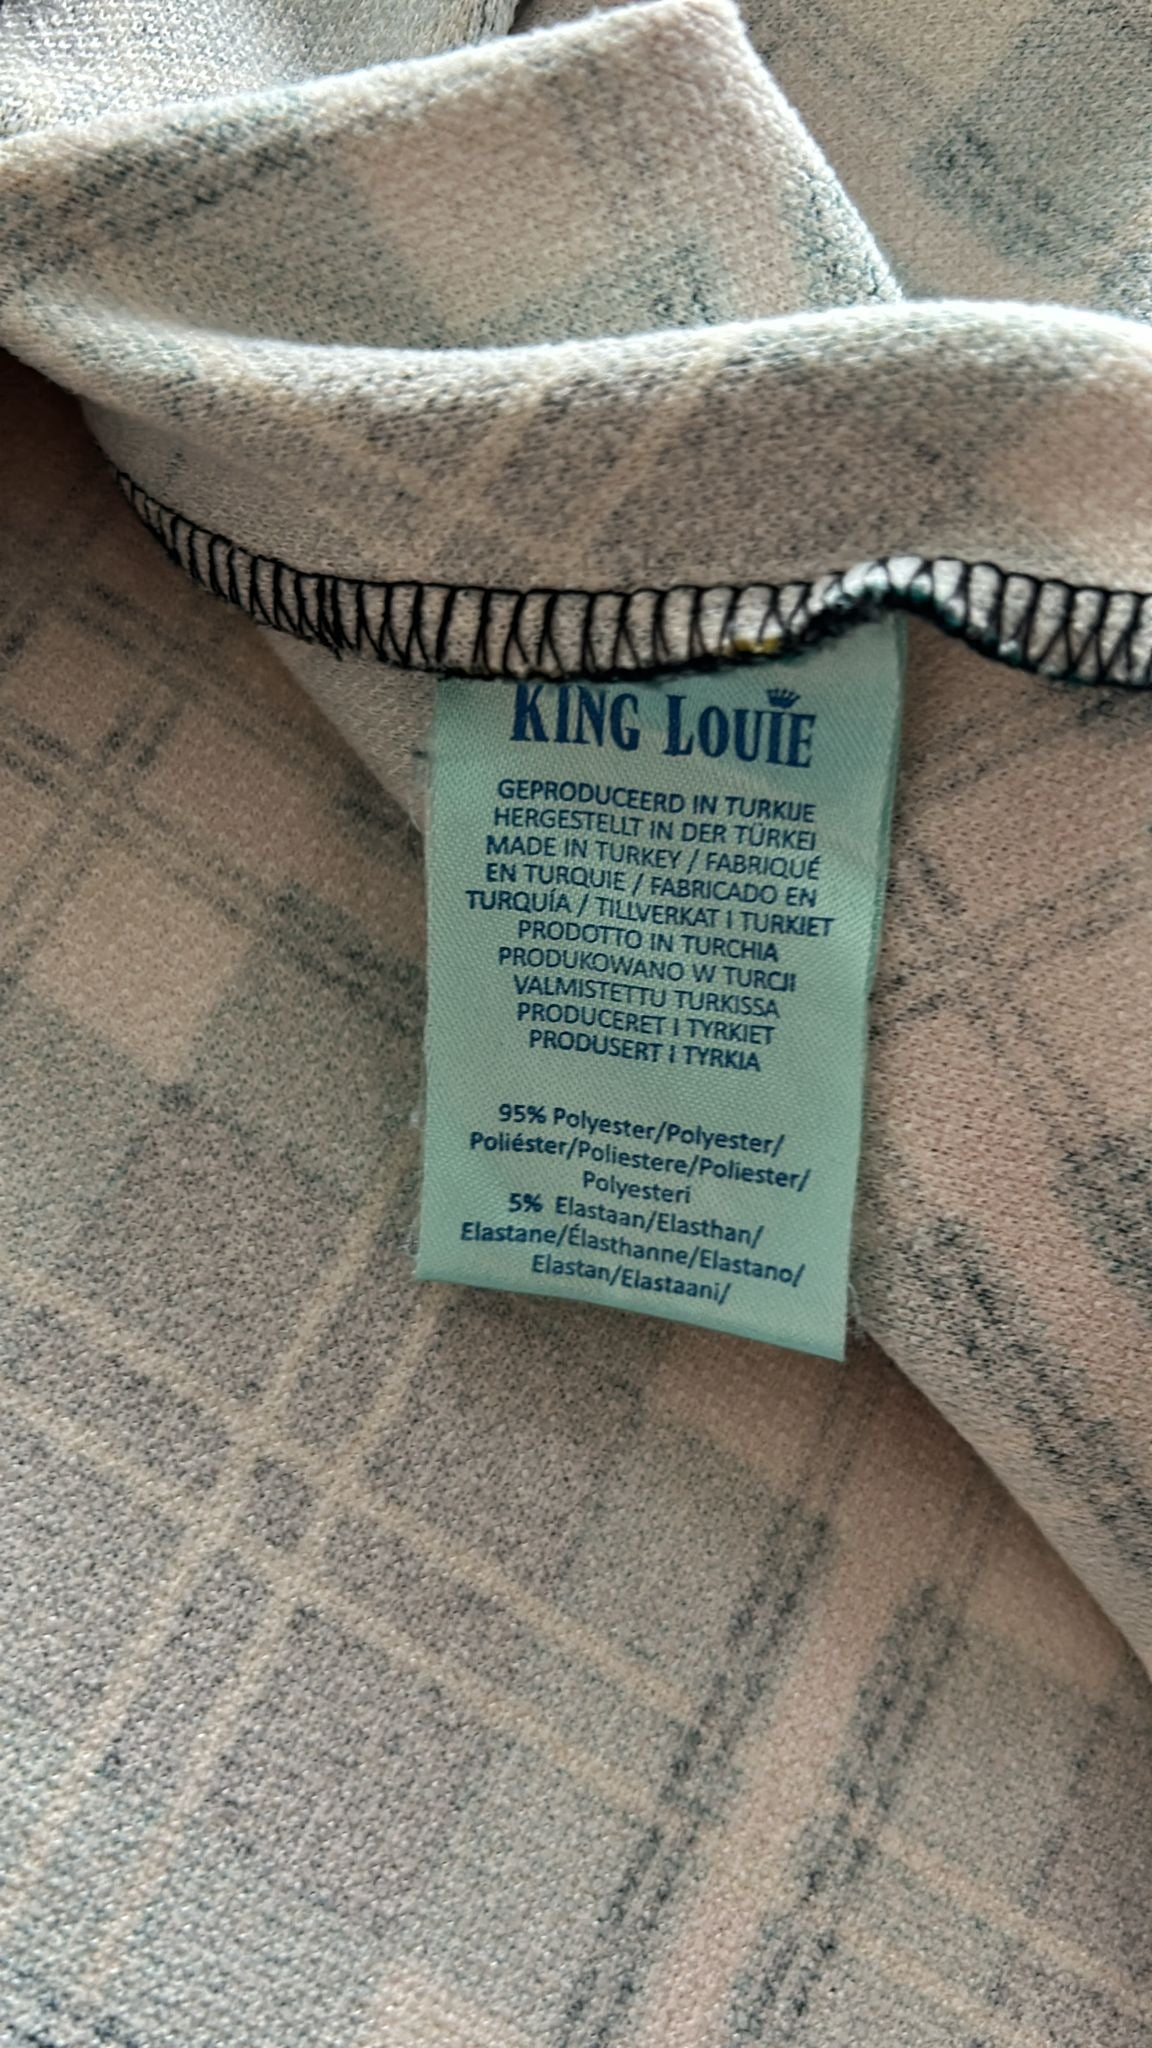 KING LOUIE
GEPRODUCEERD IN TURKIJE
HERGESTELLT IN DER TÜRKEI
MADE IN TURKEY / FABRIQUÉ
EN TURQUIE / FABRICADO EN
TURQUÍA / TILLVERKAT I TURKIET
PRODOTTO IN TURCHIA
PRODUKOWANO W TURCJI
VALMISTETTU TURKISSA
PRODUCERET I TYRKIET
PRODUSERT I TYRKIA
95% Polyester/Polyester/
Poliéster/Poliestere/Poliester/
Polyesteri
5% Elastaan/Elasthan/
Elastane/Élasthanne/Elastano/
Elastan/Elastaani/